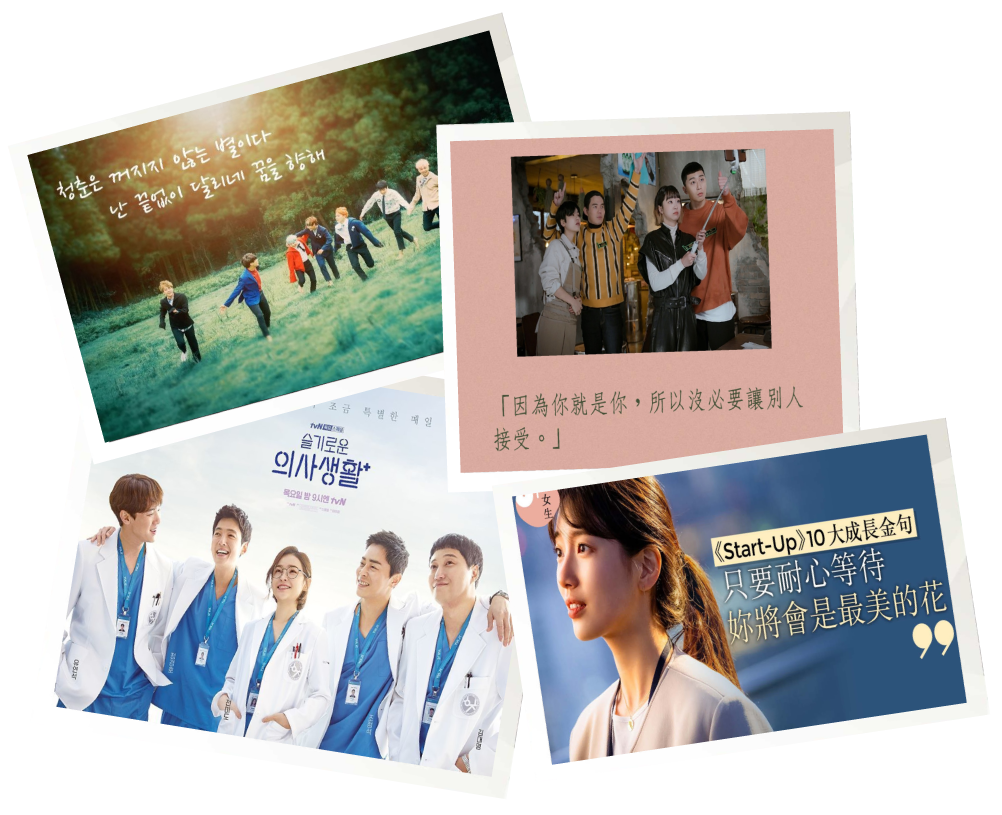 청춘은 꺼지지 않는 별이다
난 끝없이 달리네 꿈을 향해
「因為你就是你，所以沒必要讓別人
接受。」
조금 특별한 매일
tvN
슬기로운
의사생활
목요일 밤 9시 tvN
女生
《Start-Up》10大成長金句
只要耐心等待
妳將會是最美的花